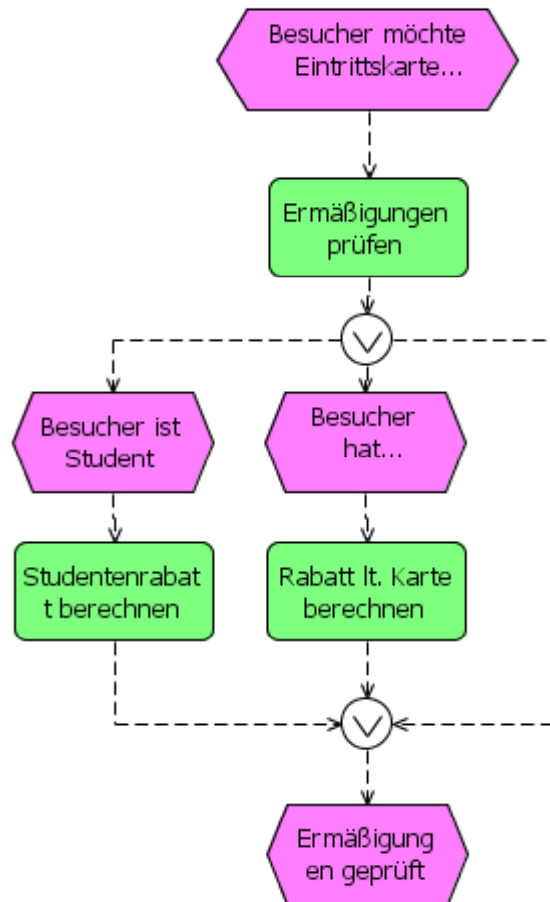 Besucher möchte
Eintrittskarte...
Ermäßigungen
prüfen
Besucher ist
Student
Besucher
hat...
Studentenrabat
t berechnen
Rabatt lt. Karte
berechnen
Ermäßigung
en geprüft